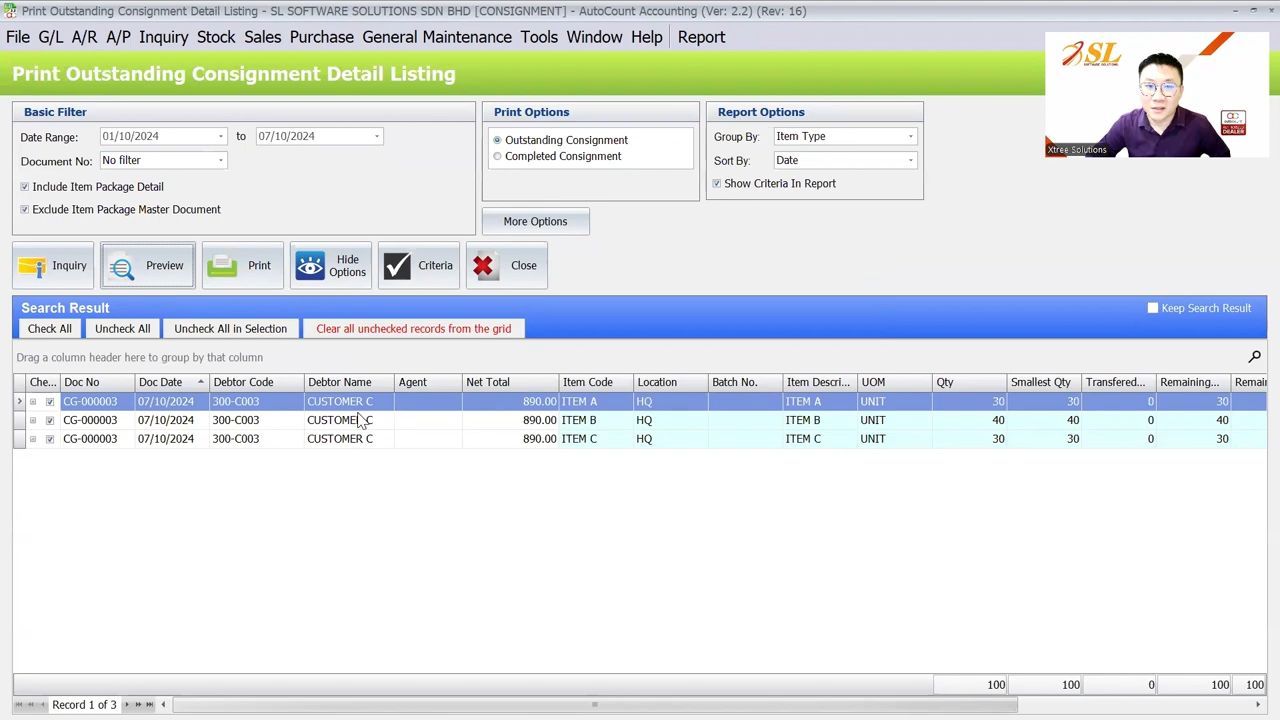 Print Outstanding Consignment Detail Listing - SL SOFTWARE SOLUTIONS SDN BHD [CONSIGNMENT] - AutoCount Accounting (Ver: 2.2) (Rev: 16)
File G/L A/R A/P Inquiry Stock Sales Purchase General Maintenance Tools Window Help Report
Print Outstanding Consignment Detail Listing
SL
SOFTWARE SOLUTIONS
DEALER
Xtree Solutions
Basic Filter
Date Range: 01/10/2024 to 07/10/2024
Document No: No filter
Include Item Package Detail
Exclude Item Package Master Document
Print Options
Outstanding Consignment
Completed Consignment
More Options
Report Options
Group By: Item Type
Sort By: Date
Show Criteria In Report
Inquiry Preview Print Hide Options Criteria Close
Search Result
Keep Search Result
Check All Uncheck All Uncheck All in Selection Clear all unchecked records from the grid
Drag a column header here to group by that column
Che... Doc No Doc Date Debtor Code Debtor Name Agent Net Total Item Code Location Batch No. Item Descri... UOM Qty Smallest Qty Transfered... Remaining... Remai
CG-000003 07/10/2024 300-C003 CUSTOMER C 890.00 ITEM A HQ ITEM A UNIT 30 30 0 30
CG-000003 07/10/2024 300-C003 CUSTOMER C 890.00 ITEM B HQ ITEM B UNIT 40 40 0 40
CG-000003 07/10/2024 300-C003 CUSTOMER C 890.00 ITEM C HQ ITEM C UNIT 30 30 0 30
100 100 0 100 100
Record 1 of 3